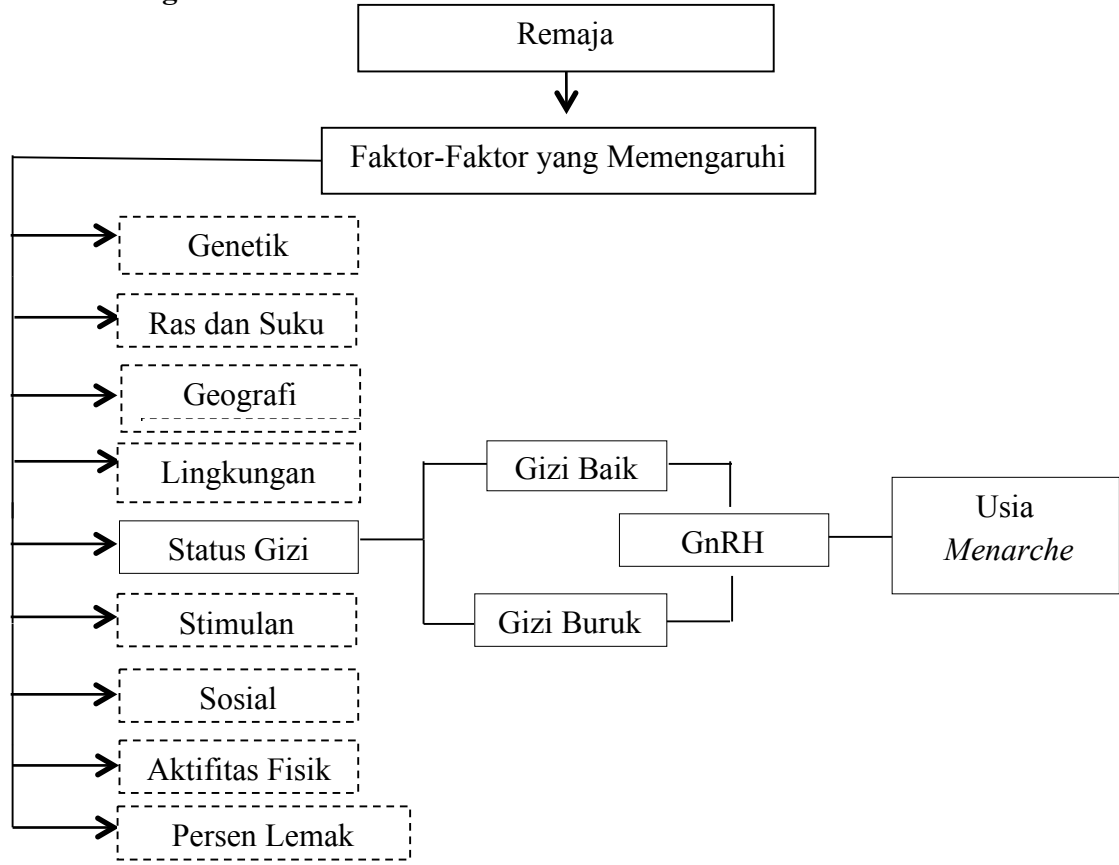 Remaja
Faktor-Faktor yang Memengaruhi
Genetik
Ras dan Suku
Geografi
Lingkungan
Status Gizi
Stimulan
Sosial
Aktifitas Fisik
Persen Lemak
Gizi Baik
Gizi Buruk
GnRH
Usia
Menarche